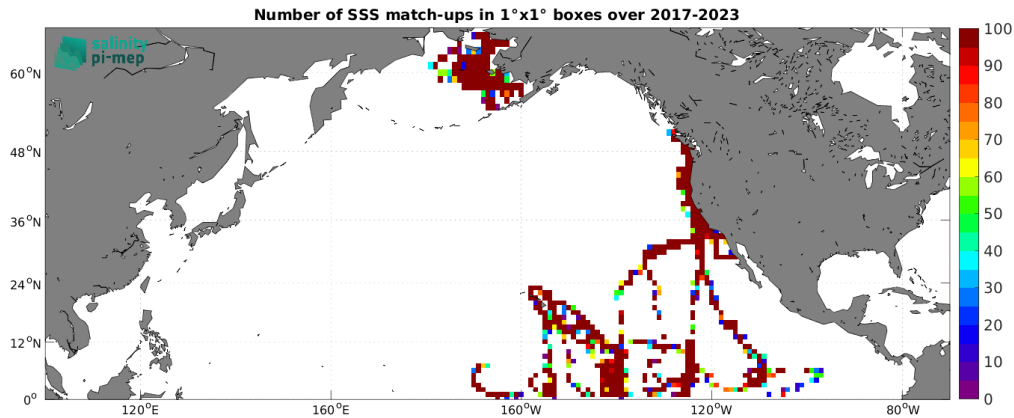 Number of SSS match-ups in 1°x1° boxes over 2017-2023
salinity
pi-mep
60°N
48°N
36°N
24°N
12°N
0°
120°E
160°E
160°W
120°W
80°W
100
90
80
70
60
50
40
30
20
10
0